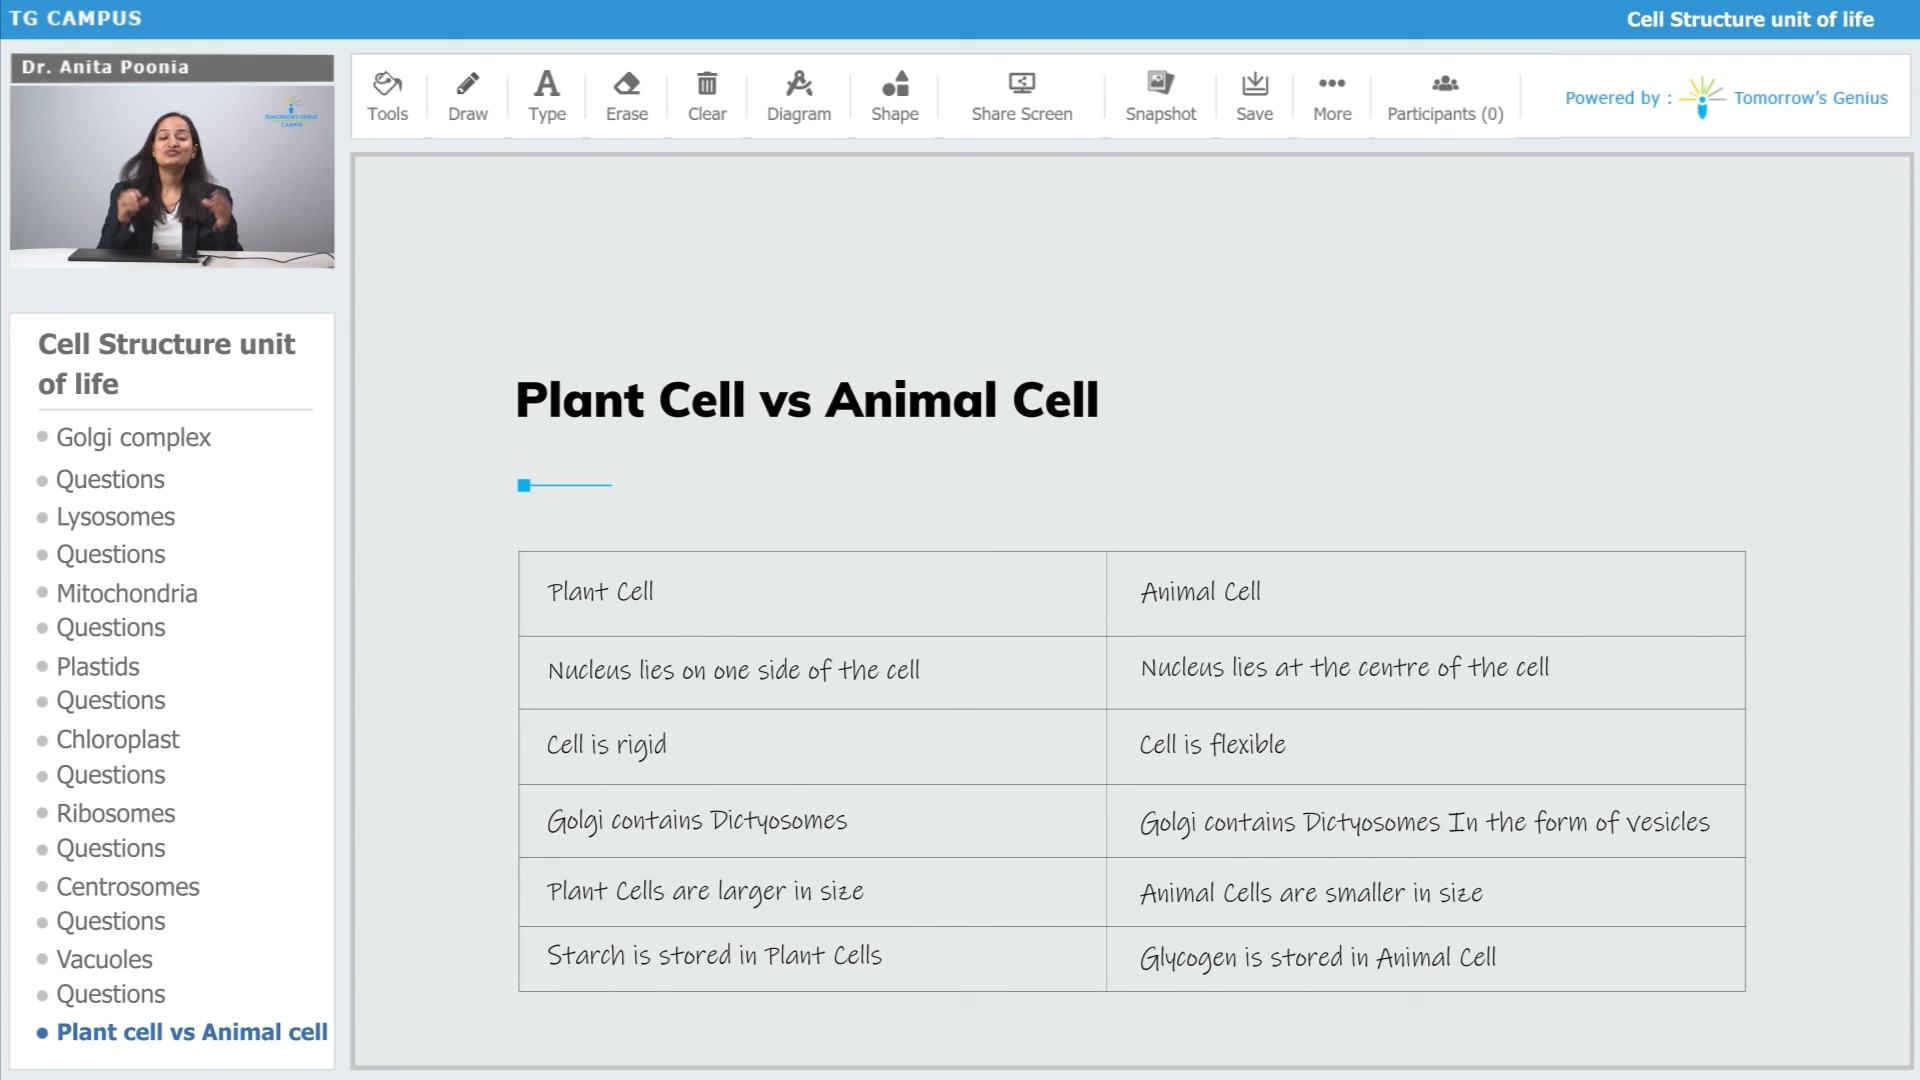 TG CAMPUS
Cell Structure unit of life
Dr. Anita Poonia
TOMORROW'S GENIUS
CAMPUS
Tools
Draw
Type
Erase
Clear
Diagram
Shape
Share Screen
Snapshot
Save
More
Participants (0)
Powered by : Tomorrow's Genius
Cell Structure unit
of life
Golgi complex
Questions
Lysosomes
Questions
Mitochondria
Questions
Plastids
Questions
Chloroplast
Questions
Ribosomes
Questions
Centrosomes
Questions
Vacuoles
Questions
Plant cell vs Animal cell
Plant Cell vs Animal Cell
Plant Cell
Animal Cell
Nucleus lies on one side of the cell
Nucleus lies at the centre of the cell
Cell is rigid
Cell is flexible
Golgi contains Dictyosomes
Golgi contains Dictyosomes In the form of vesicles
Plant Cells are larger in size
Animal Cells are smaller in size
Starch is stored in Plant Cells
Glycogen is stored in Animal Cell